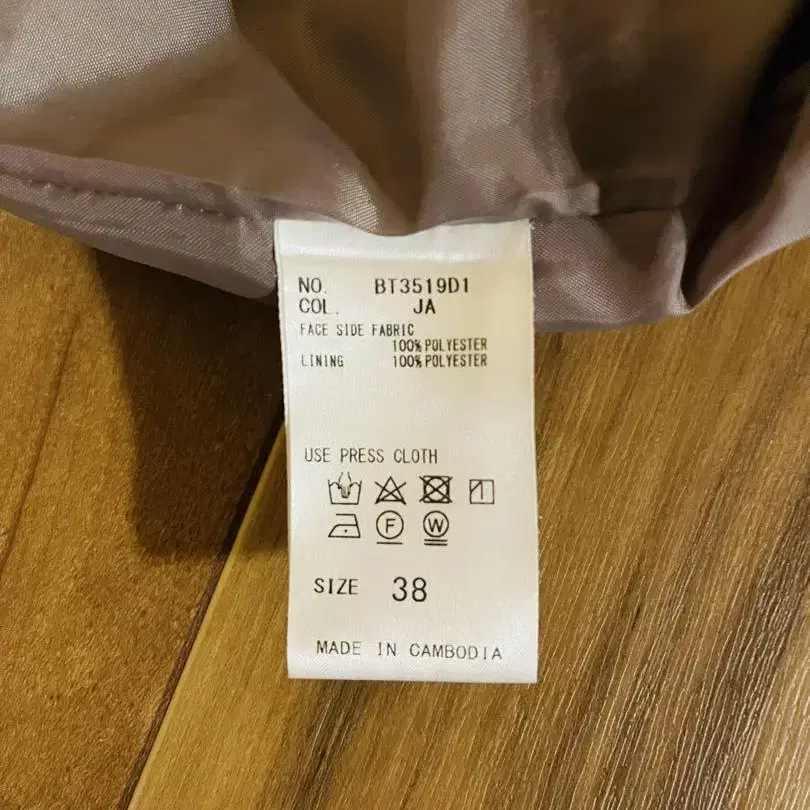 NO. BT3519D1
COL. JA
FACE SIDE FABRIC
100% POLYESTER
LINING 100% POLYESTER
USE PRESS CLOTH
F W
SIZE 38
MADE IN CAMBODIA